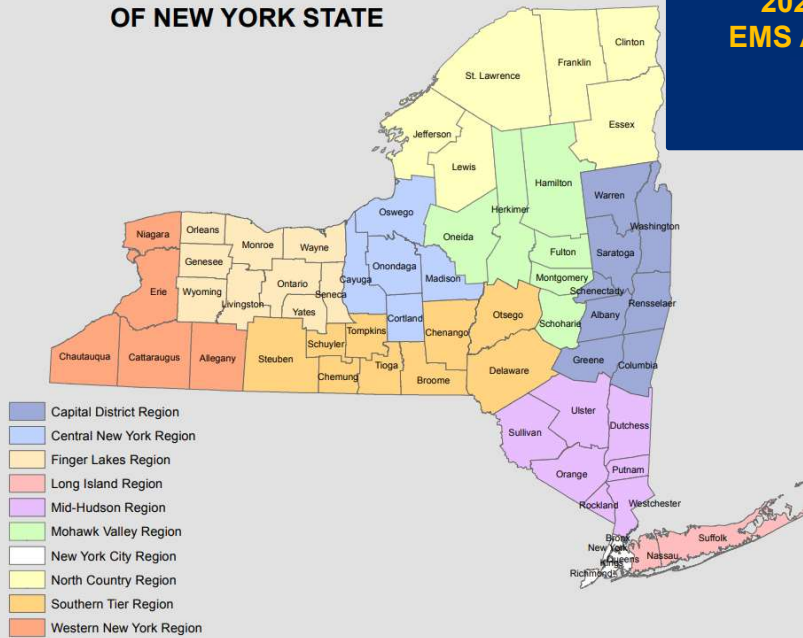 OF NEW YORK STATE
202
EMS A
Clinton
Franklin
St. Lawrence
Essex
Jefferson
Lewis
Hamilton
Warren
Herkimer
Oswego
Washington
Niagara
Orleans
Monroe
Wayne
Oneida
Saratoga
Fulton
Genesee
Onondaga
Madison
Montgomery
Cayuga
Ontario
Seneca
Schenectady
Erie
Wyoming
Livingston
Yates
Cortland
Otsego
Schoharie
Albany
Rensselaer
Chenango
Tompkins
Schuyler
Chautauqua
Cattaraugus
Allegany
Steuben
Tioga
Chemung
Broome
Delaware
Greene
Columbia
Ulster
Sullivan
Dutchess
Orange
Putnam
Rockland
Westchester
Bronx
New York
Queens
Kings
Richmond
Nassau
Suffolk
Capital District Region
Central New York Region
Finger Lakes Region
Long Island Region
Mid-Hudson Region
Mohawk Valley Region
New York City Region
North Country Region
Southern Tier Region
Western New York Region